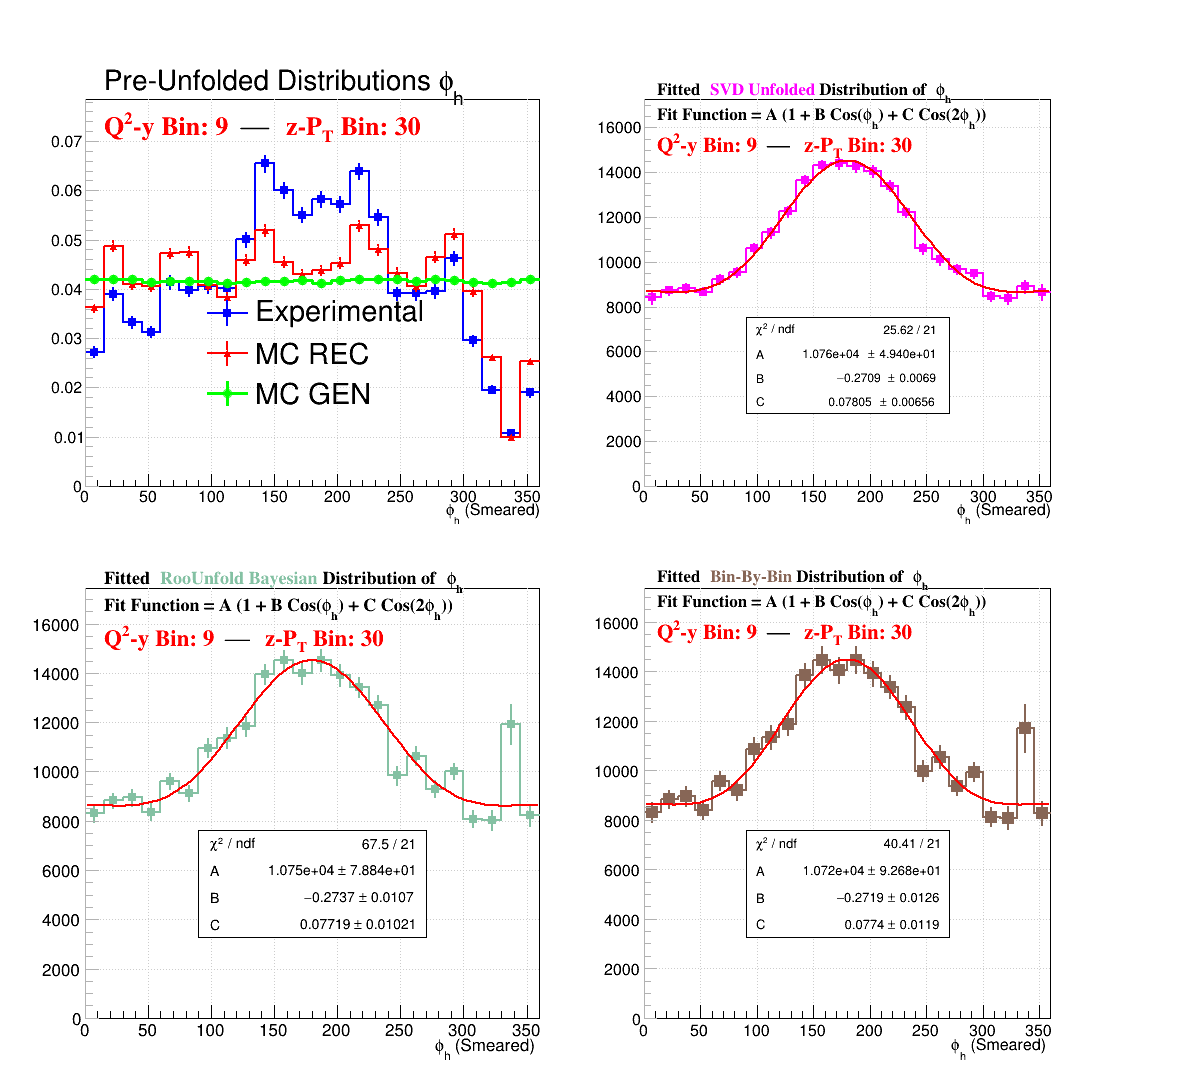 Pre-Unfolded Distributions ϕh
Q²-y Bin: 9 — z-PT Bin: 30
0.07
0.06
0.05
0.04
0.03
0.02
0.01
0
Experimental
MC REC
MC GEN
0 50 100 150 200 250 300 350
ϕh (Smeared)
Fitted SVD Unfolded Distribution of ϕh
Fit Function = A (1 + B Cos(ϕh) + C Cos(2ϕh))
Q²-y Bin: 9 — z-PT Bin: 30
16000
14000
12000
10000
8000
6000
4000
2000
0
χ² / ndf 25.62 / 21
A 1.076e+04 ± 4.940e+01
B −0.2709 ± 0.0069
C 0.07805 ± 0.00656
0 50 100 150 200 250 300 350
ϕh (Smeared)
Fitted RooUnfold Bayesian Distribution of ϕh
Fit Function = A (1 + B Cos(ϕh) + C Cos(2ϕh))
Q²-y Bin: 9 — z-PT Bin: 30
16000
14000
12000
10000
8000
6000
4000
2000
0
χ² / ndf 67.5 / 21
A 1.075e+04 ± 7.884e+01
B −0.2737 ± 0.0107
C 0.07719 ± 0.01021
0 50 100 150 200 250 300 350
ϕh (Smeared)
Fitted Bin-By-Bin Distribution of ϕh
Fit Function = A (1 + B Cos(ϕh) + C Cos(2ϕh))
Q²-y Bin: 9 — z-PT Bin: 30
16000
14000
12000
10000
8000
6000
4000
2000
0
χ² / ndf 40.41 / 21
A 1.072e+04 ± 9.268e+01
B −0.2719 ± 0.0126
C 0.0774 ± 0.0119
0 50 100 150 200 250 300 350
ϕh (Smeared)